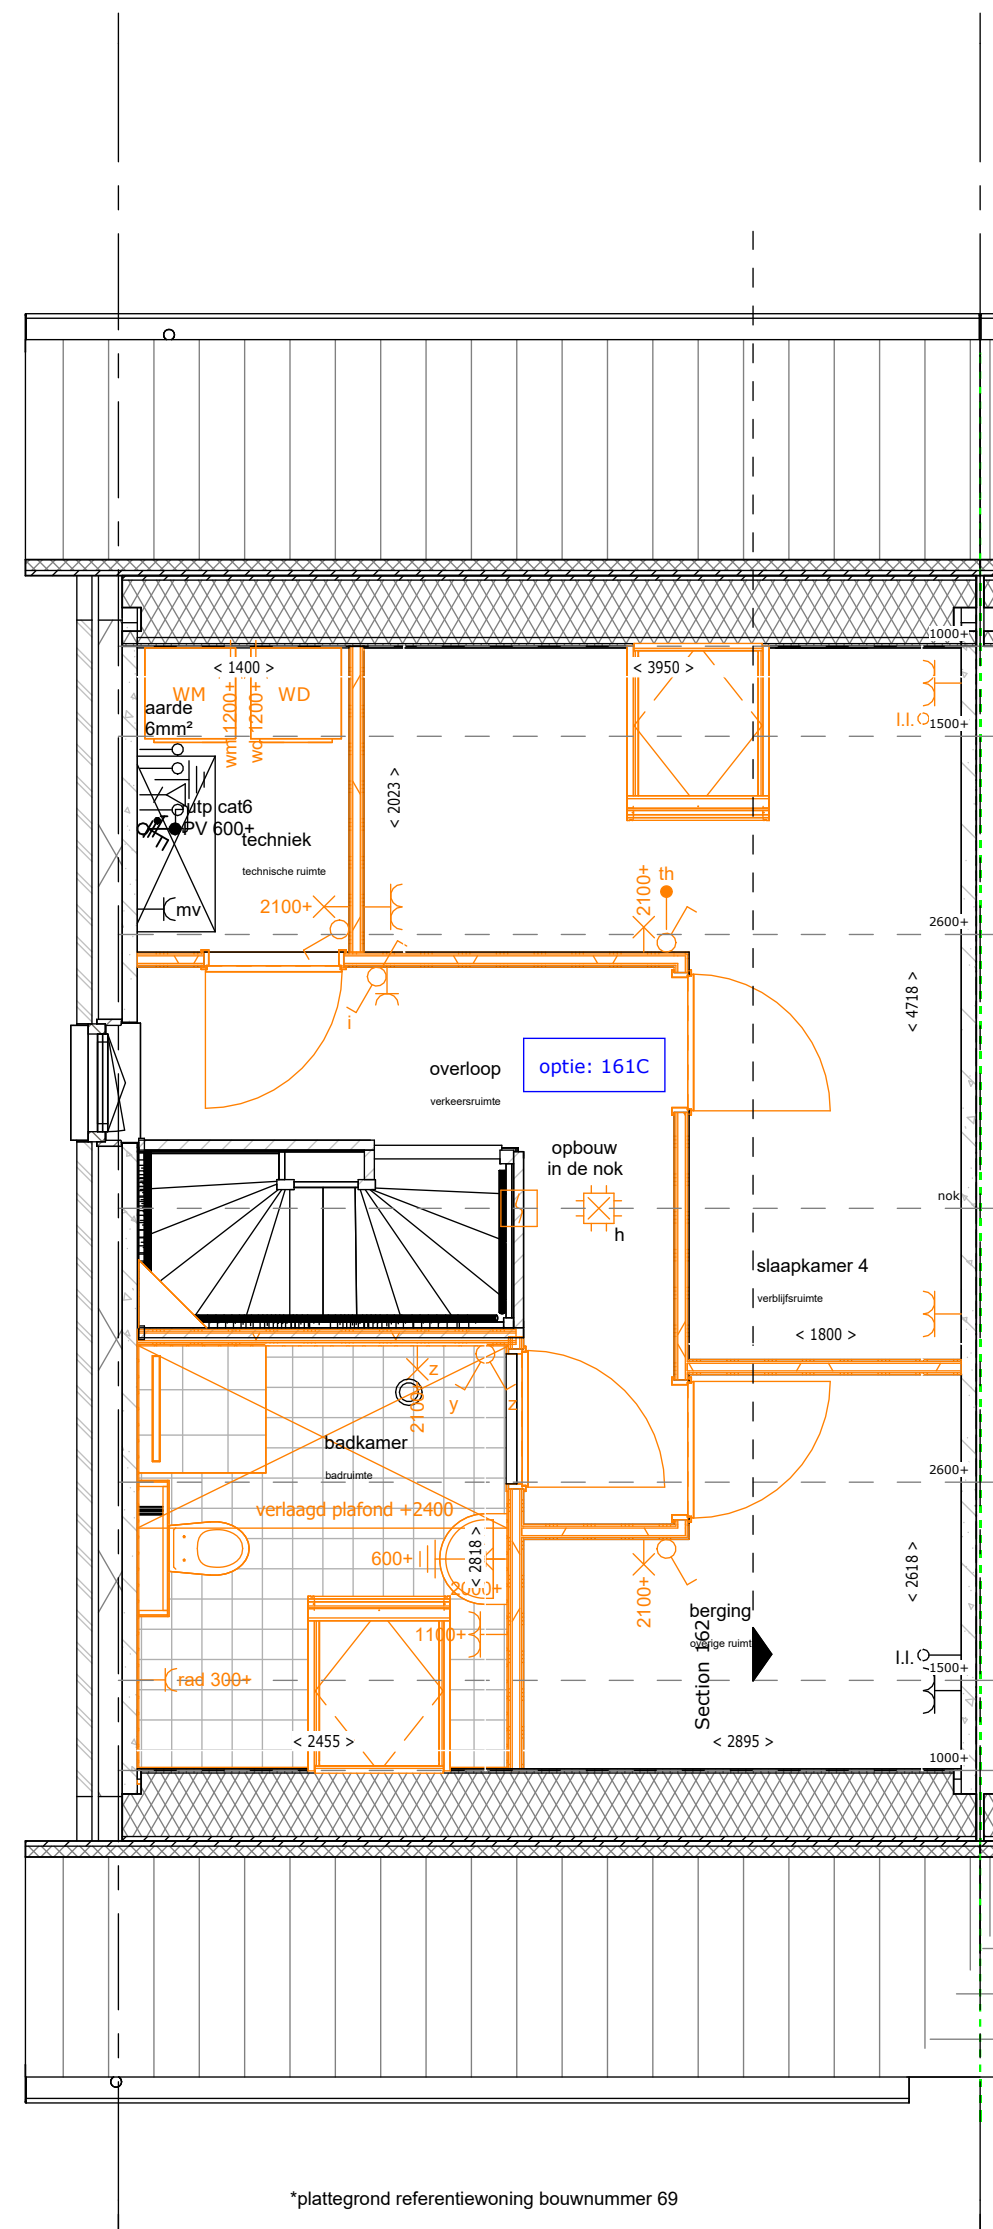 1000+
< 1400 >
< 3950 >
WM
WD
wm 1200+
wd 1200+
aarde
6mm²
l.l.
1500+
< 2023 >
utp cat6
PV 600+
techniek
technische ruimte
mv
2100+
2100+
th
2600+
i
< 4718 >
overloop
verkeersruimte
optie: 161C
opbouw
in de nok
h
nok
slaapkamer 4
verblijfsruimte
< 1800 >
z
2100+
y
z
badkamer
badruimte
2600+
verlaagd plafond +2400
600+
< 2818 >
2000+
1100+
2100+
< 2618 >
berging
overige ruimte
Section 162
l.l.
1500+
rad 300+
< 2455 >
< 2895 >
1000+
*plattegrond referentiewoning bouwnummer 69